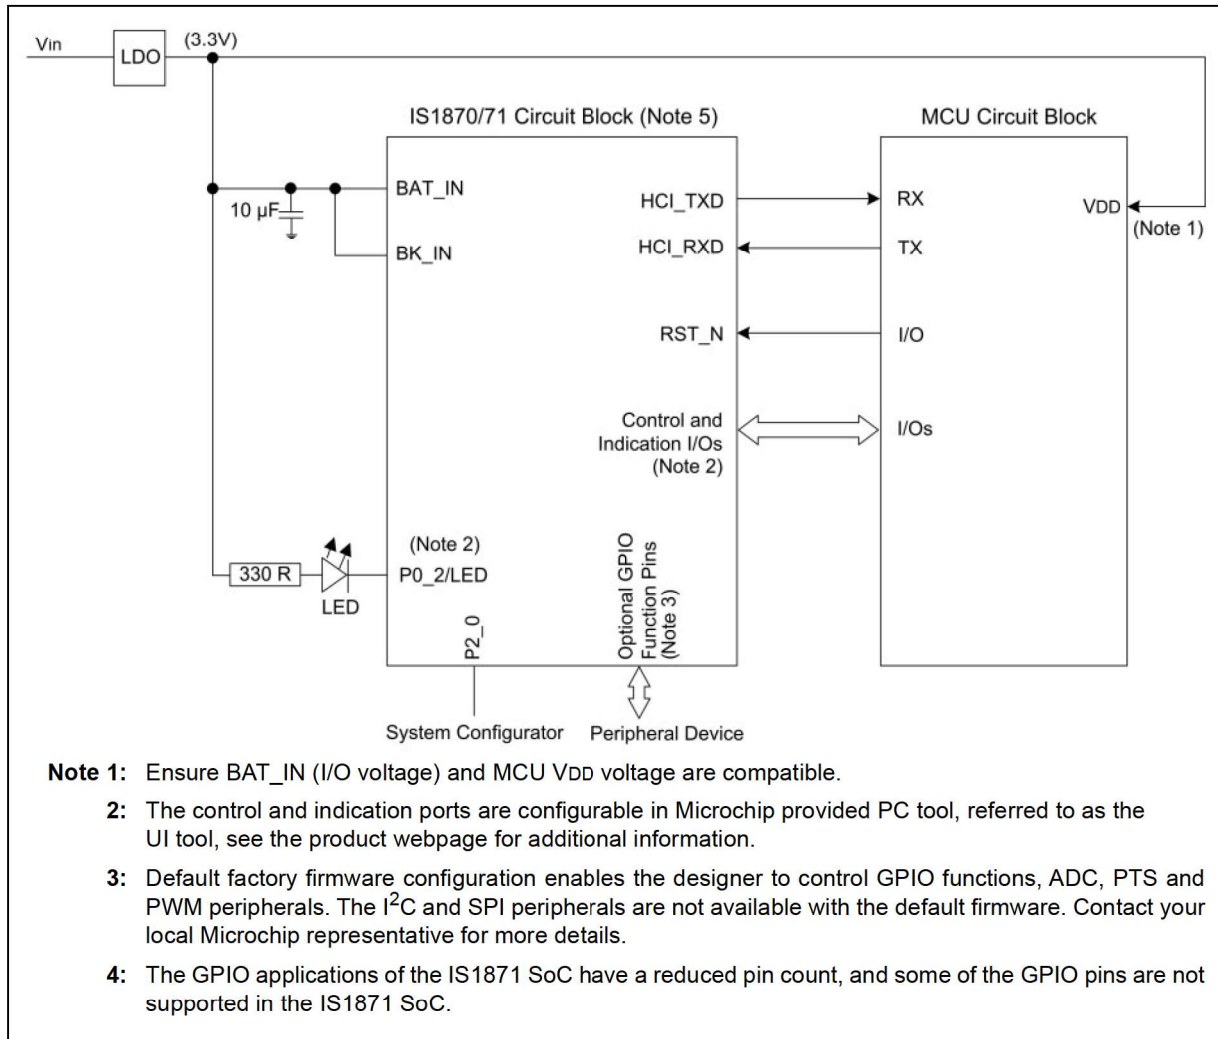 Vin
LDO
(3.3V)
IS1870/71 Circuit Block (Note 5)
MCU Circuit Block
BAT_IN
10 µF
BK_IN
HCI_TXD
RX
VDD
(Note 1)
HCI_RXD
TX
RST_N
I/O
Control and
Indication I/Os
(Note 2)
I/Os
(Note 2)
330 R
LED
P0_2/LED
P2_0
Optional GPIO
Function Pins
(Note 3)
System Configurator
Peripheral Device
Note 1: Ensure BAT_IN (I/O voltage) and MCU VDD voltage are compatible.
2: The control and indication ports are configurable in Microchip provided PC tool, referred to as the
UI tool, see the product webpage for additional information.
3: Default factory firmware configuration enables the designer to control GPIO functions, ADC, PTS and
PWM peripherals. The I²C and SPI peripherals are not available with the default firmware. Contact your
local Microchip representative for more details.
4: The GPIO applications of the IS1871 SoC have a reduced pin count, and some of the GPIO pins are not
supported in the IS1871 SoC.